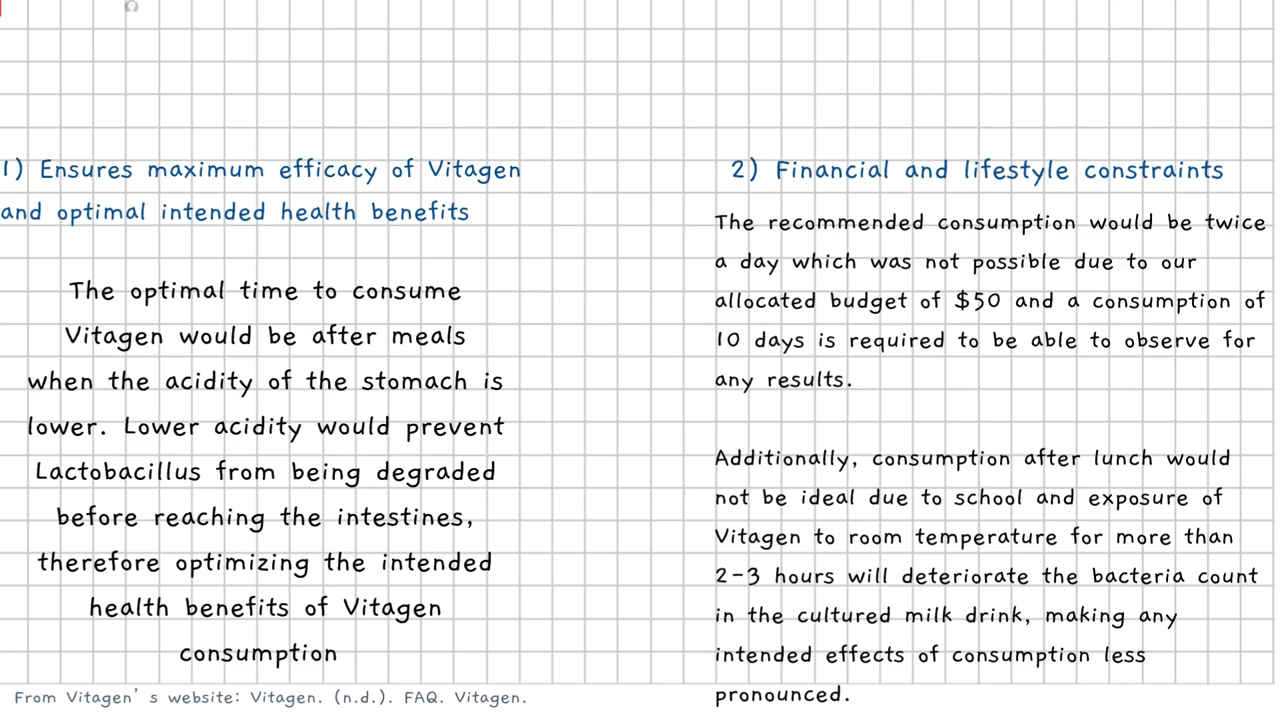 1) Ensures maximum efficacy of Vitagen
and optimal intended health benefits
The optimal time to consume
Vitagen would be after meals
when the acidity of the stomach is
lower. Lower acidity would prevent
Lactobacillus from being degraded
before reaching the intestines,
therefore optimizing the intended
health benefits of Vitagen
consumption
From Vitagen's website: Vitagen. (n.d.). FAQ. Vitagen.
2) Financial and lifestyle constraints
The recommended consumption would be twice
a day which was not possible due to our
allocated budget of $50 and a consumption of
10 days is required to be able to observe for
any results.
Additionally, consumption after lunch would
not be ideal due to school and exposure of
Vitagen to room temperature for more than
2-3 hours will deteriorate the bacteria count
in the cultured milk drink, making any
intended effects of consumption less
pronounced.